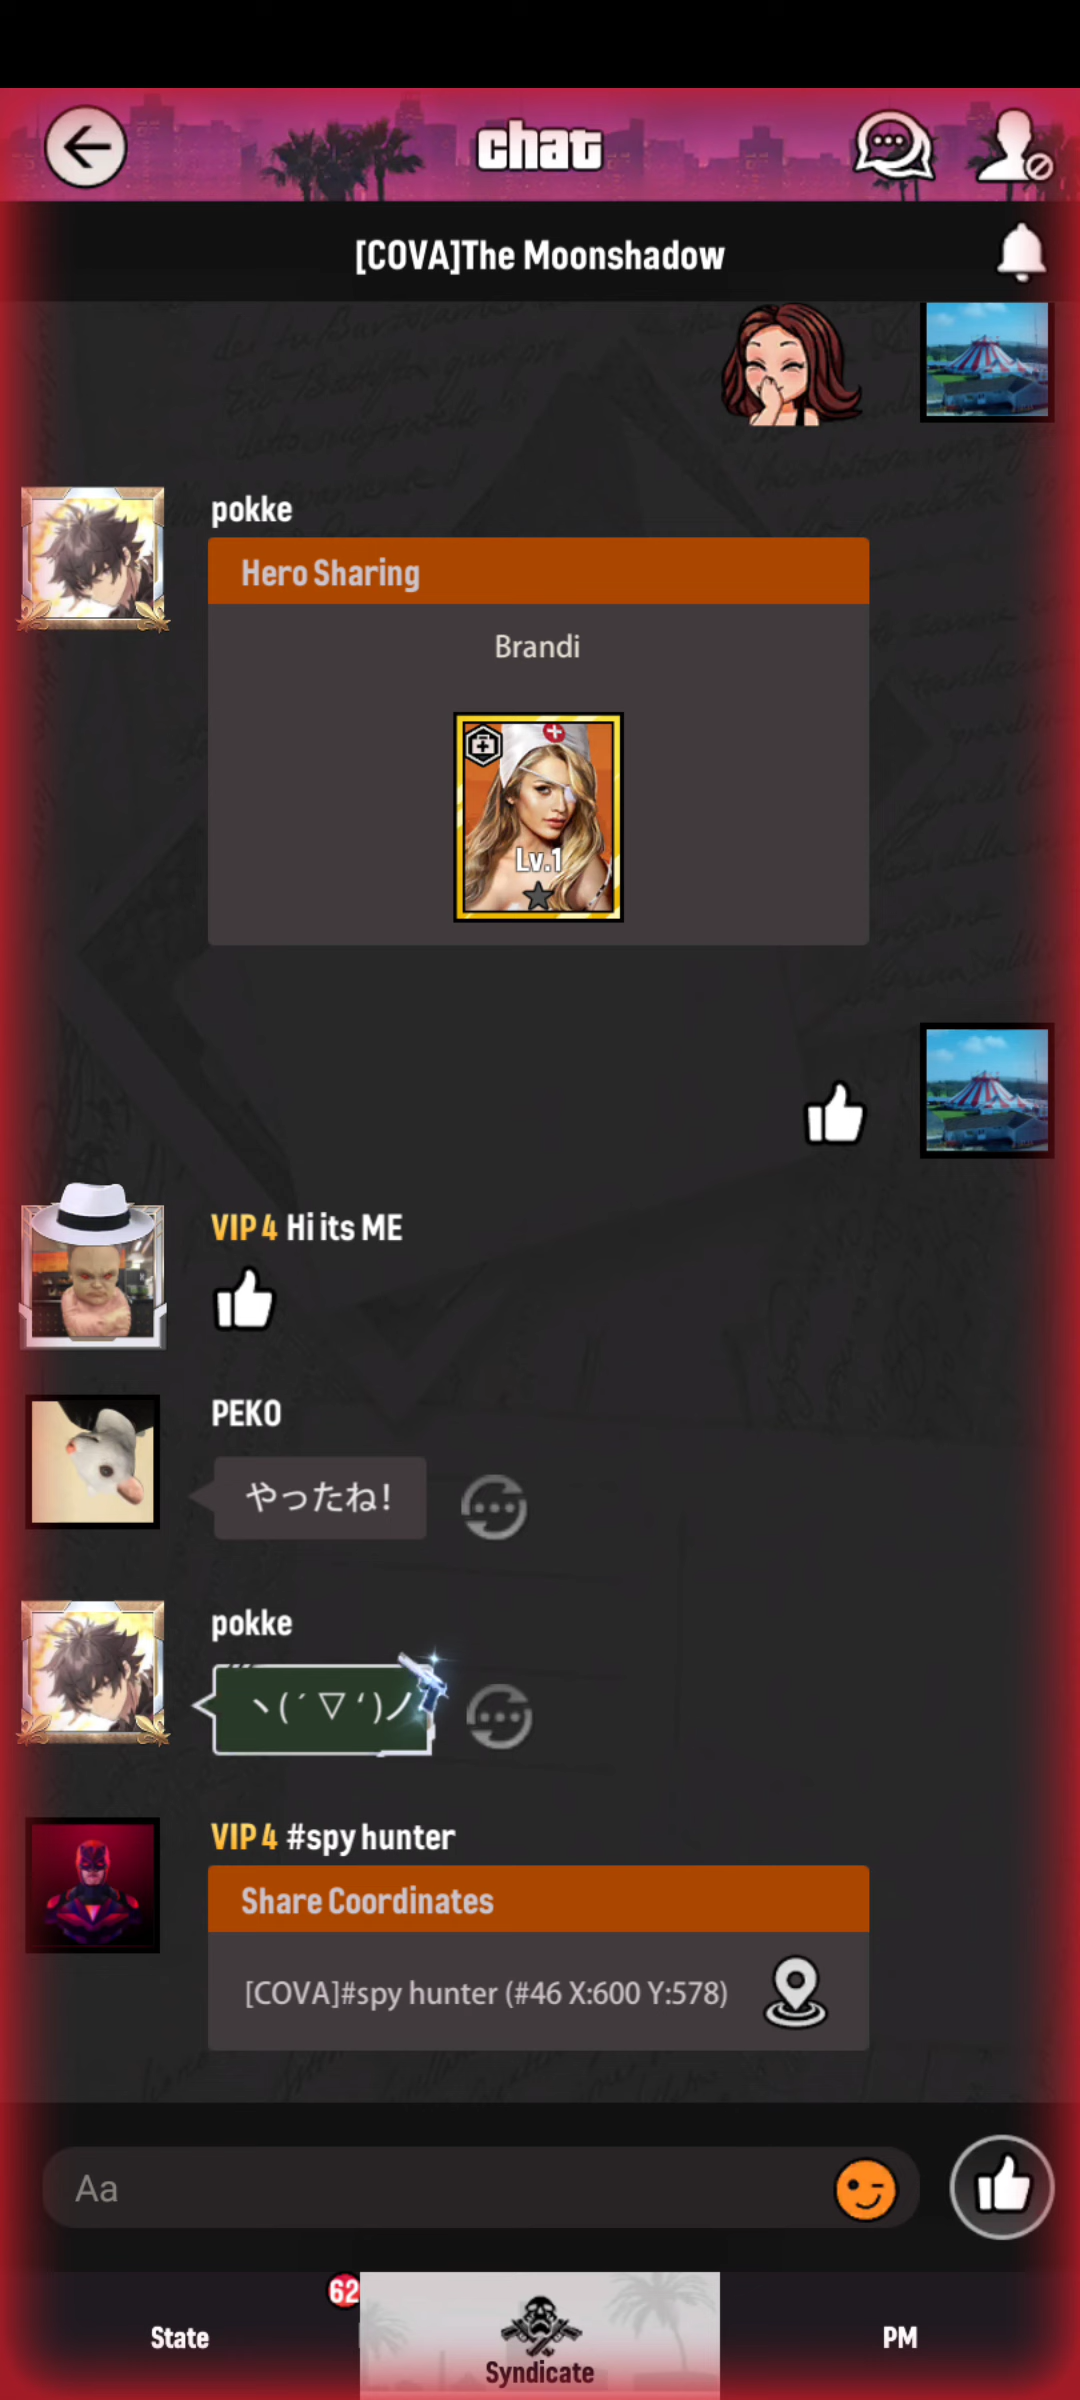 chat
[COVA]The Moonshadow
pokke
Hero Sharing
Brandi
Lv.1
VIP 4 Hi its ME
PEKO
やったね!
pokke
ヽ(´▽‘)ノ
VIP 4 #spy hunter
Share Coordinates
[COVA]#spy hunter (#46 X:600 Y:578)
Aa
62
State
Syndicate
PM